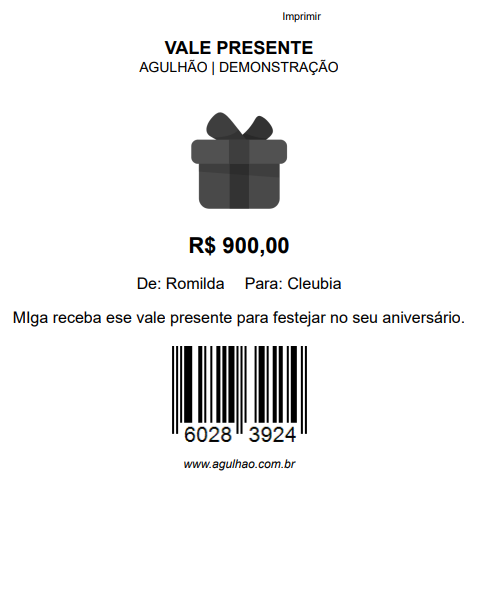 Imprimir
VALE PRESENTE
AGULHÃO | DEMONSTRAÇÃO
R$ 900,00
De: Romilda Para: Cleubia
MIga receba ese vale presente para festejar no seu aniversário.
6028 3924
www.agulhao.com.br